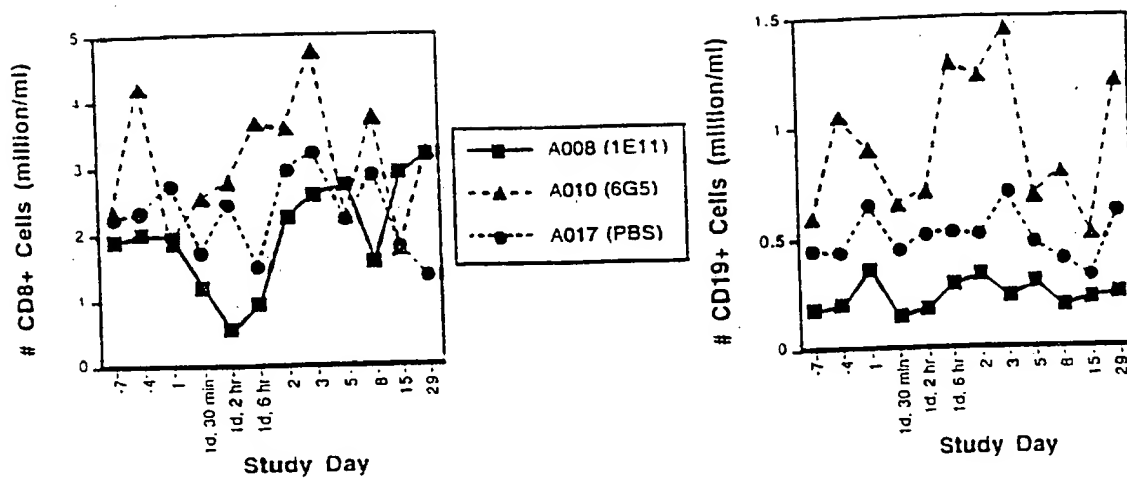 # CD8+ Cells (million/ml)
5
4
3
2
1
0
-7
-4
1
1d, 30 min
1d, 2 hr
1d, 6 hr
2
3
5
8
15
29
Study Day
A008 (1E11)
A010 (6G5)
A017 (PBS)
# CD19+ Cells (million/ml)
1.5
1
0.5
0
-7
-4
1
1d, 30 min
1d, 2 hr
1d, 6 hr
2
3
5
8
15
29
Study Day